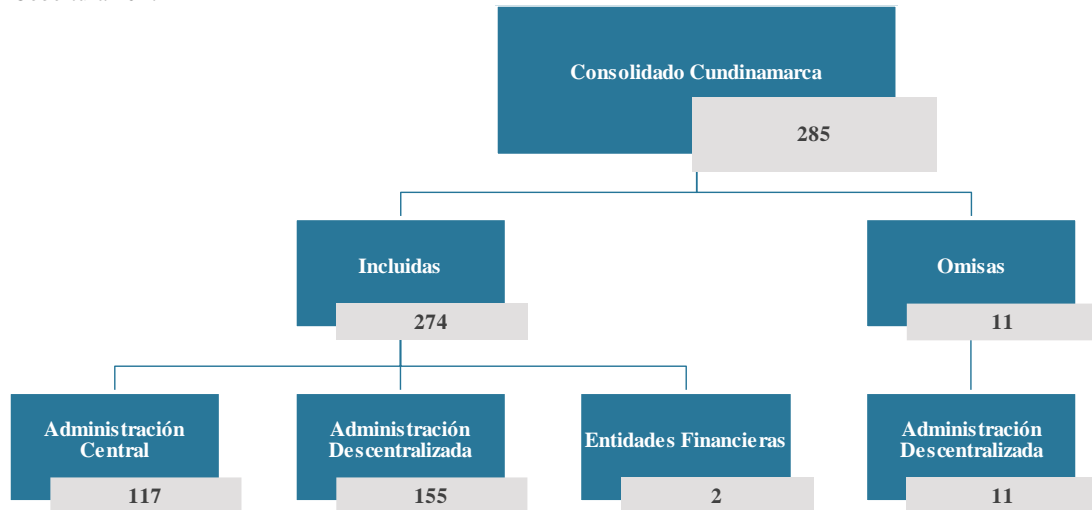 Consolidado Cundinamarca
285
Incluidas
274
Omisas
11
Administración
Central
117
Administración
Descentralizada
155
Entidades Financieras
2
Administración
Descentralizada
11